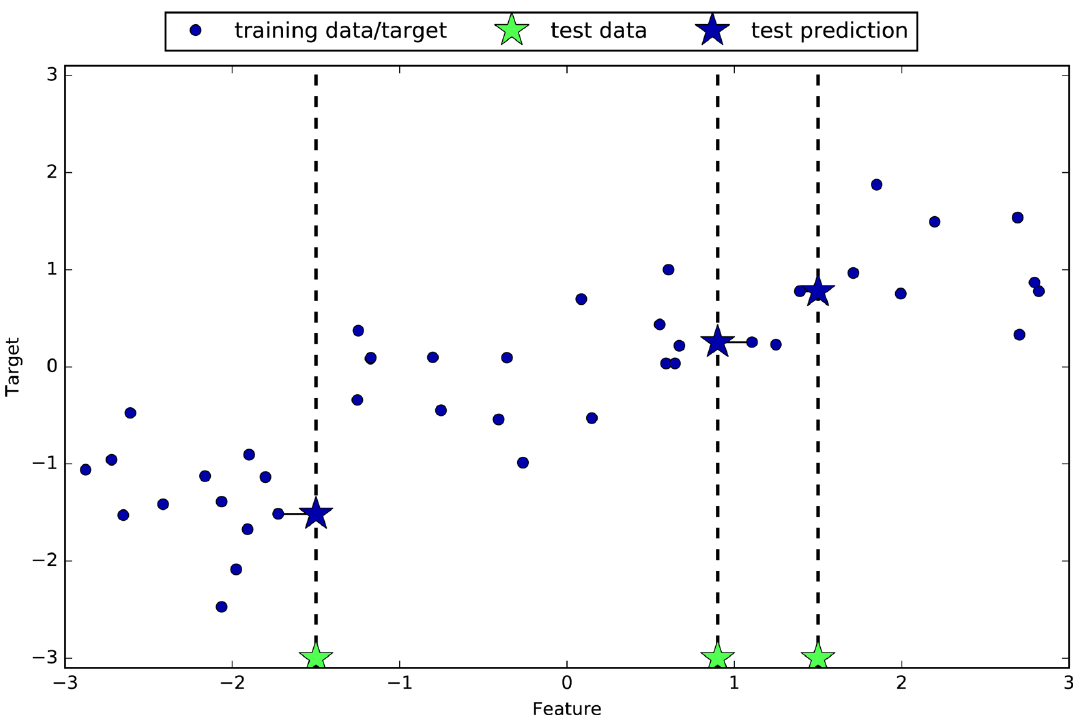 training data/target test data test prediction
3
2
1
0
−1
−2
−3
Target
−3 −2 −1 0 1 2 3
Feature